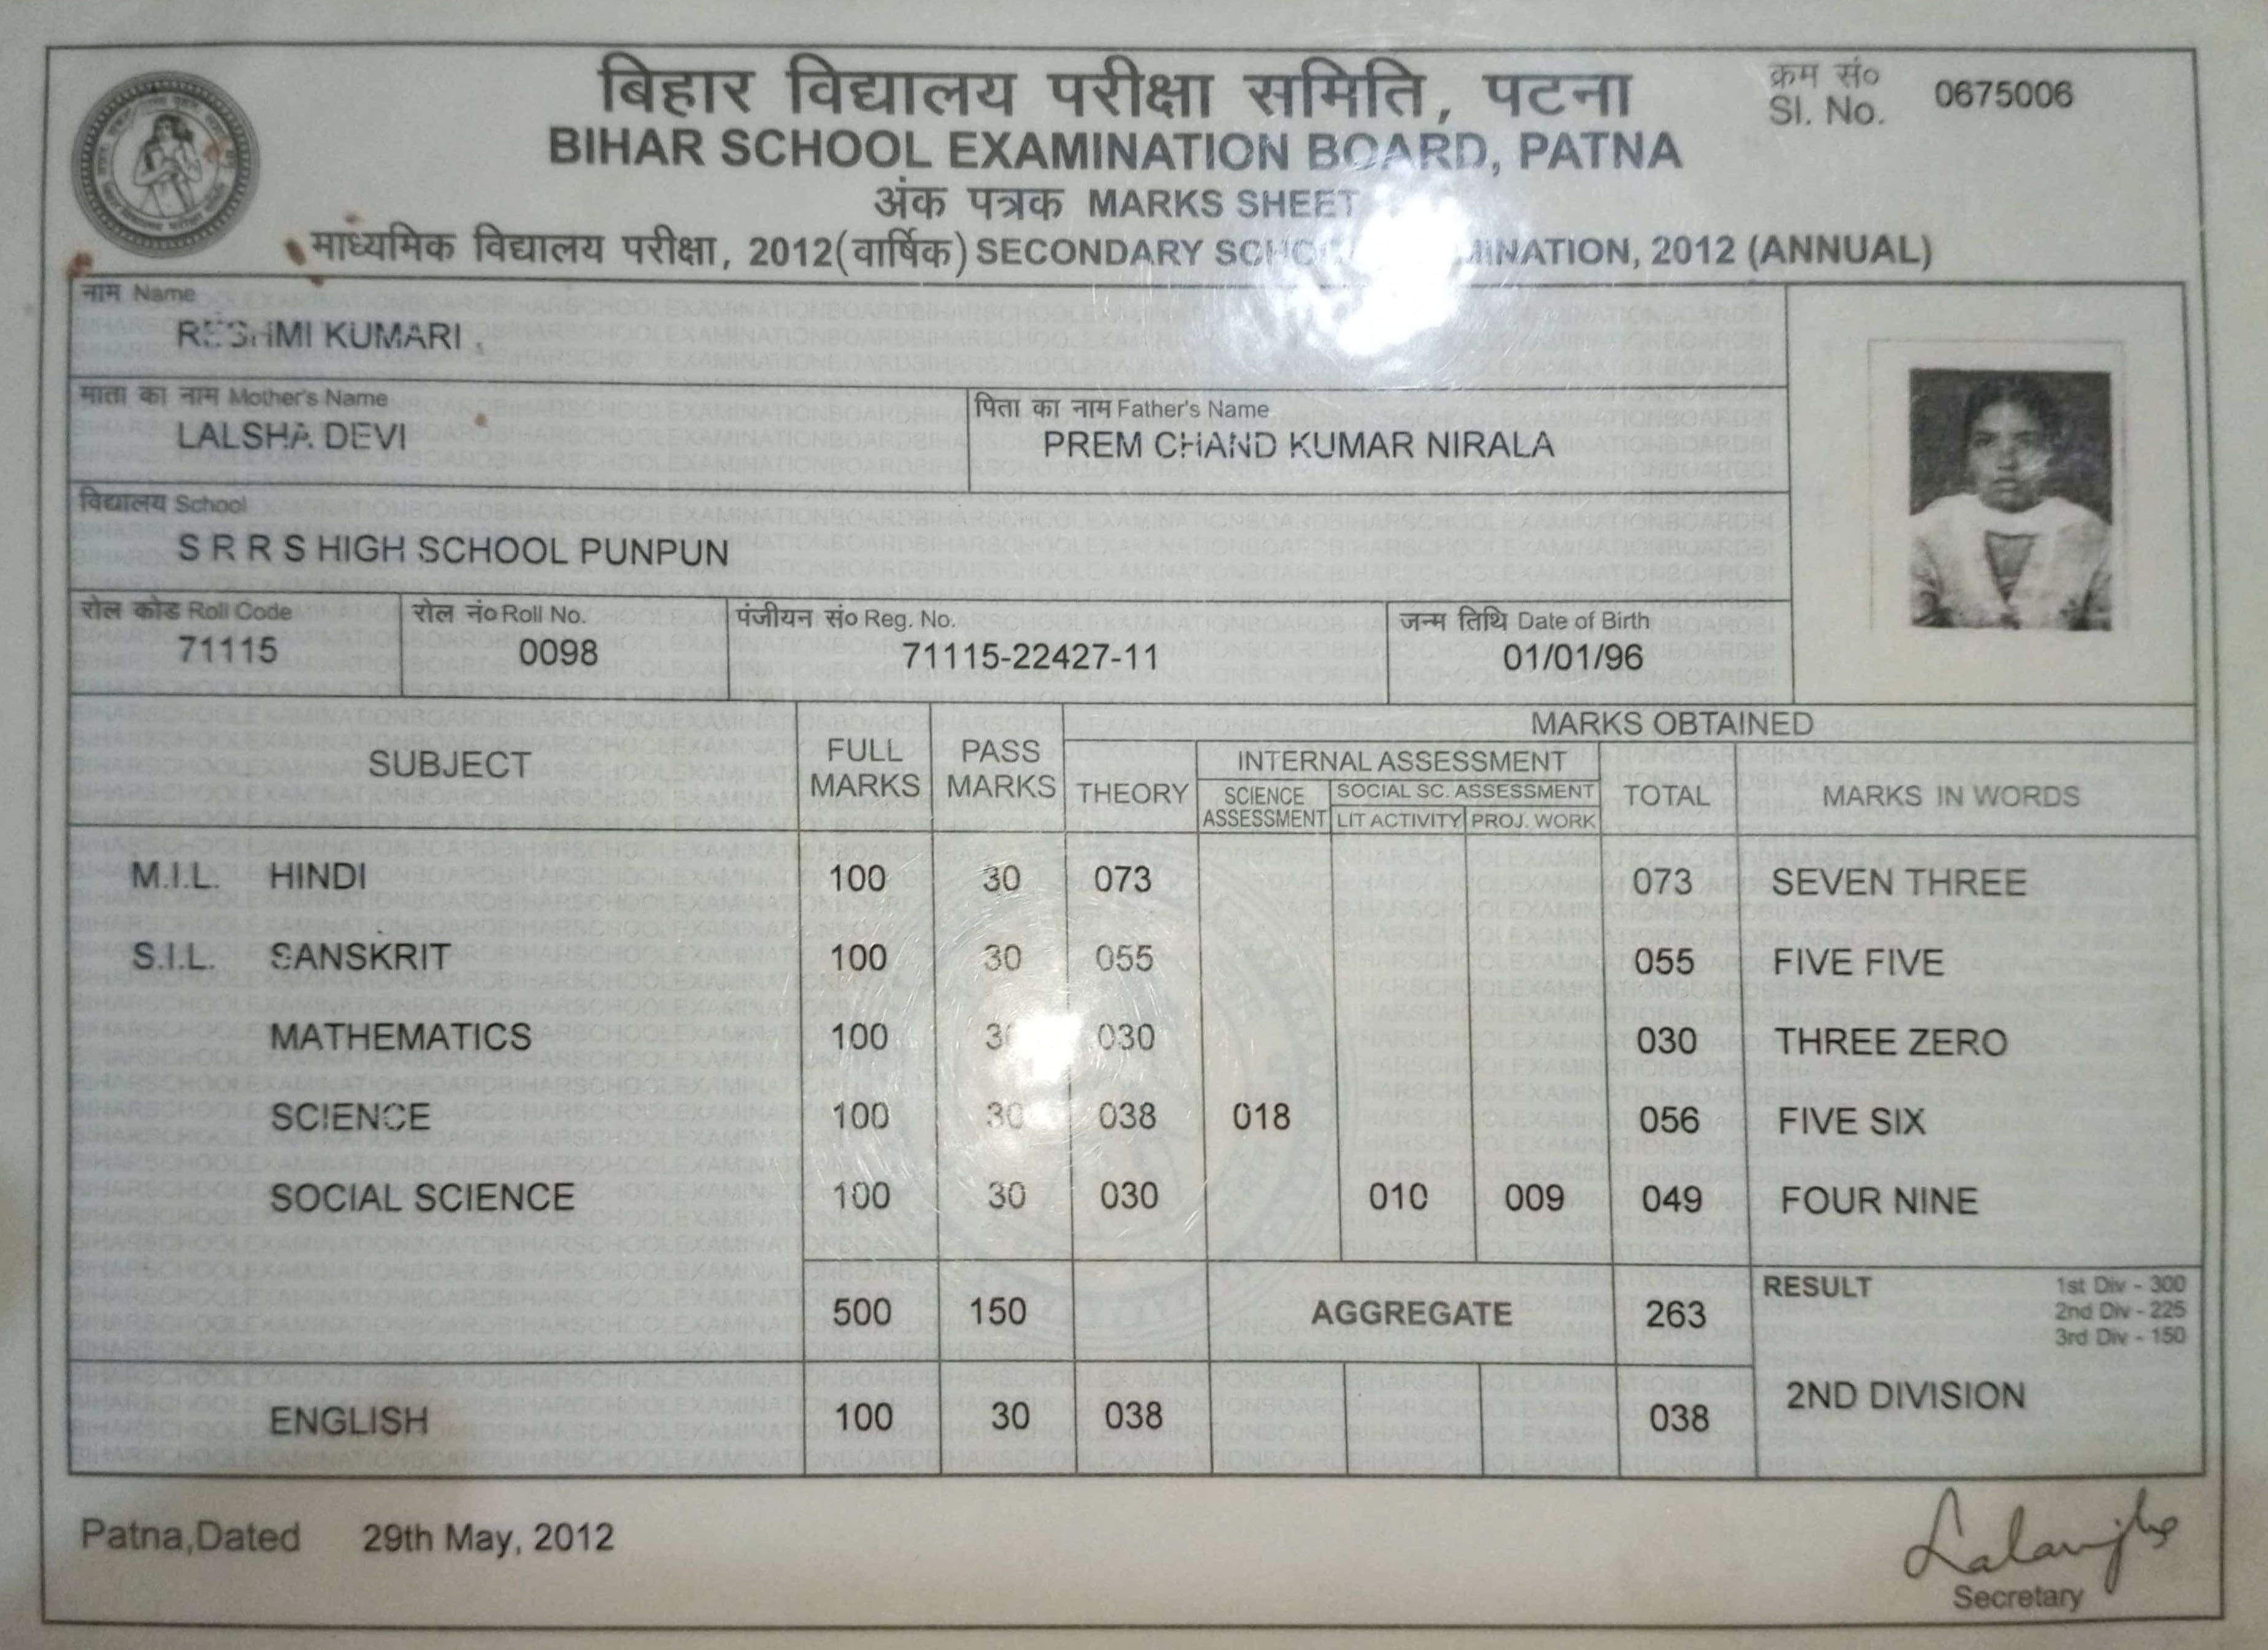 बिहार विद्यालय परीक्षा समिति, पटना
क्रम सं०
Sl. No. 0675006
BIHAR SCHOOL EXAMINATION BOARD, PATNA
अंक पत्रक MARKS SHEET
माध्यमिक विद्यालय परीक्षा, 2012(वार्षिक) SECONDARY , 2012 (ANNUAL)
नाम Name
RESHMI KUMARI
माता का नाम Mother's Name
LALSHA DEVI
पिता का नाम Father's Name
PREM CHAND KUMAR NIRALA
विद्यालय School
S R R S HIGH SCHOOL PUNPUN
रोल कोड Roll Code
71115
रोल नं० Roll No.
0098
पंजीयन सं० Reg. No.
71115-22427-11
जन्म तिथि Date of Birth
01/01/96
MARKS OBTAINED
SUBJECT
FULL MARKS
PASS MARKS
THEORY
INTERNAL ASSESSMENT
SCIENCE ASSESSMENT
SOCIAL SC. ASSESSMENT
LIT ACTIVITY PROJ. WORK
TOTAL
MARKS IN WORDS
M.I.L. HINDI 100 30 073 073 SEVEN THREE
S.I.L. SANSKRIT 100 30 055 055 FIVE FIVE
MATHEMATICS 100 030 030 THREE ZERO
SCIENCE 100 30 038 018 056 FIVE SIX
SOCIAL SCIENCE 100 30 030 010 009 049 FOUR NINE
500 150 AGGREGATE 263
RESULT
1st Div - 300
2nd Div - 225
3rd Div - 150
2ND DIVISION
ENGLISH 100 30 038 038
Patna,Dated 29th May, 2012
Secretary